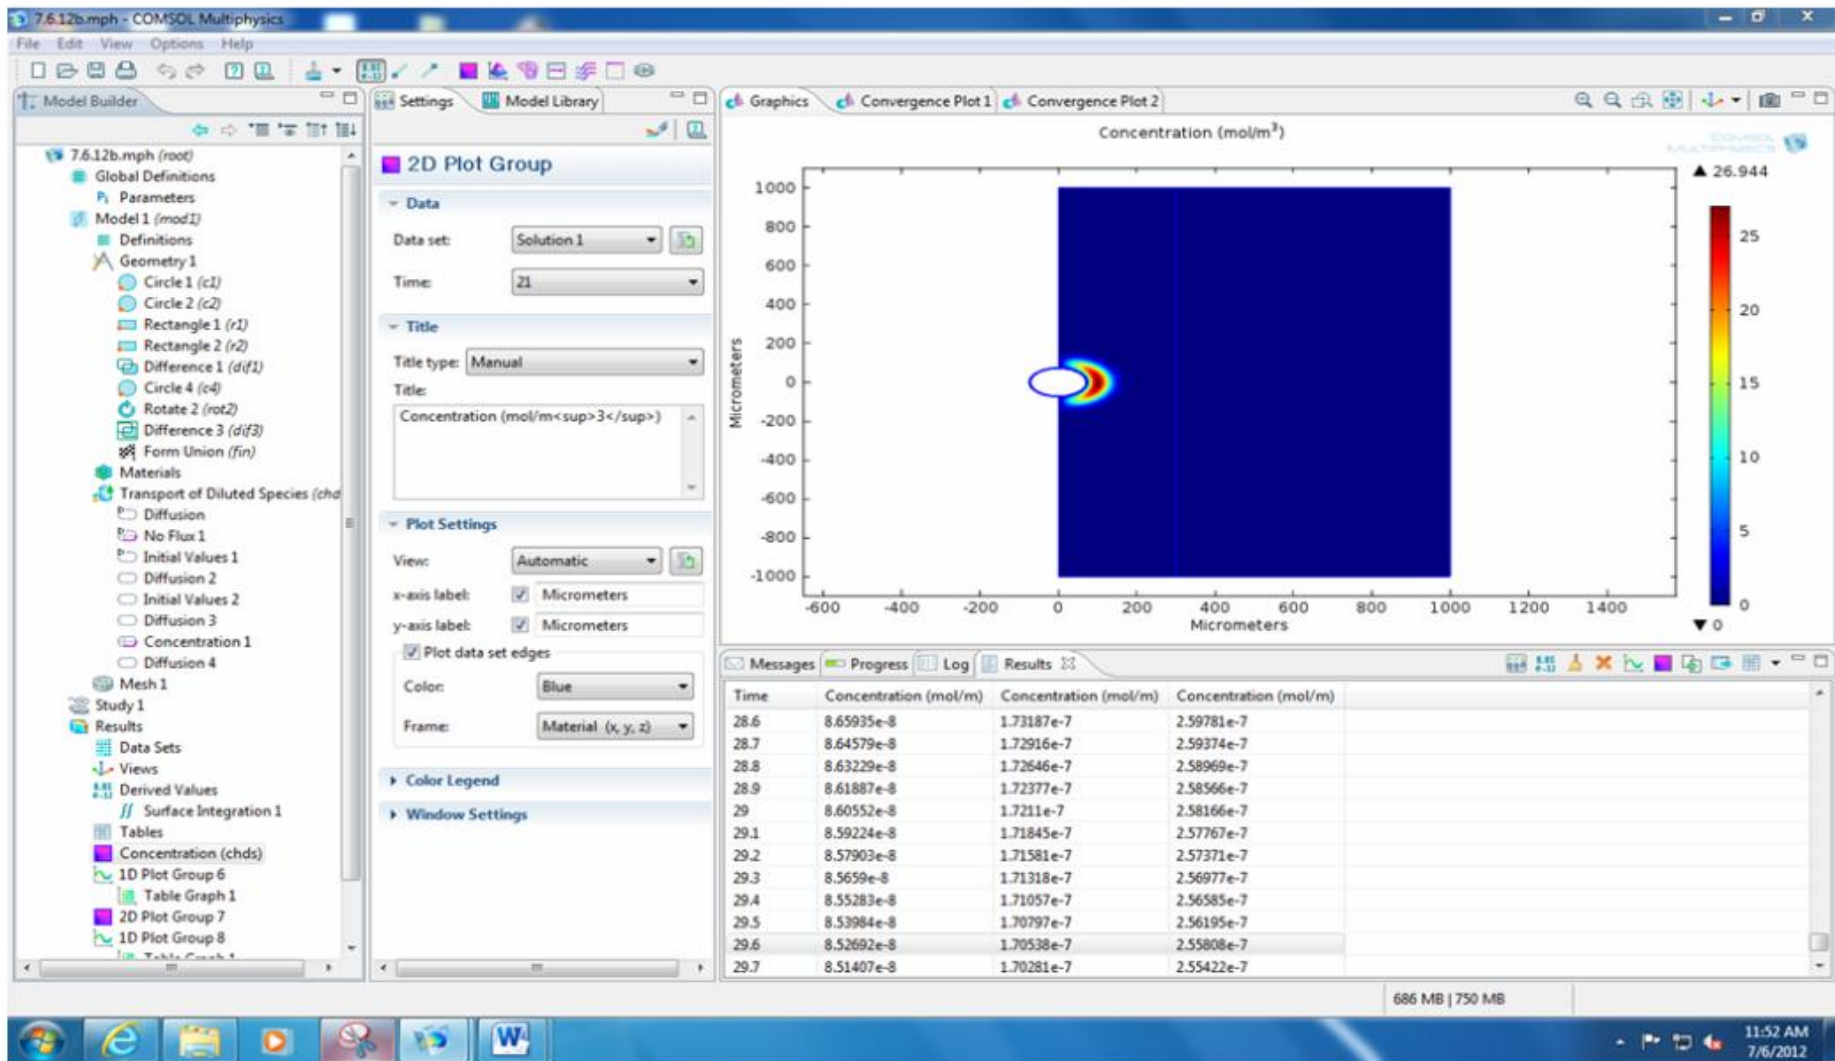 7.6.12b.mph - COMSOL Multiphysics
File Edit View Options Help
Model Builder
7.6.12b.mph (root)
Global Definitions
Pi Parameters
Model 1 (mod1)
Definitions
Geometry 1
Circle 1 (c1)
Circle 2 (c2)
Rectangle 1 (r1)
Rectangle 2 (r2)
Difference 1 (dif1)
Circle 4 (c4)
Rotate 2 (rot2)
Difference 3 (dif3)
Form Union (fin)
Materials
Transport of Diluted Species (chd
Diffusion
No Flux 1
Initial Values 1
Diffusion 2
Initial Values 2
Diffusion 3
Concentration 1
Diffusion 4
Mesh 1
Study 1
Results
Data Sets
Views
Derived Values
Surface Integration 1
Tables
Concentration (chds)
1D Plot Group 6
Table Graph 1
2D Plot Group 7
1D Plot Group 8
Table Graph 1
Settings Model Library
2D Plot Group
Data
Data set: Solution 1
Time: 21
Title
Title type: Manual
Title:
Concentration (mol/m<sup>3</sup>)
Plot Settings
View: Automatic
x-axis label: Micrometers
y-axis label: Micrometers
Plot data set edges
Color: Blue
Frame: Material (x, y, z)
Color Legend
Window Settings
Graphics Convergence Plot 1 Convergence Plot 2
Concentration (mol/m³)
COMSOL
MULTIPHYSICS
▲ 26.944
1000
800
600
400
200
0
-200
-400
-600
-800
-1000
Micrometers
-600 -400 -200 0 200 400 600 800 1000 1200 1400
Micrometers
25
20
15
10
5
0
▼ 0
Messages Progress Log Results
Time Concentration (mol/m) Concentration (mol/m) Concentration (mol/m)
28.6 8.65935e-8 1.73187e-7 2.59781e-7
28.7 8.64579e-8 1.72916e-7 2.59374e-7
28.8 8.63229e-8 1.72646e-7 2.58969e-7
28.9 8.61887e-8 1.72377e-7 2.58566e-7
29 8.60552e-8 1.7211e-7 2.58166e-7
29.1 8.59224e-8 1.71845e-7 2.57767e-7
29.2 8.57903e-8 1.71581e-7 2.57371e-7
29.3 8.5659e-8 1.71318e-7 2.56977e-7
29.4 8.55283e-8 1.71057e-7 2.56585e-7
29.5 8.53984e-8 1.70797e-7 2.56195e-7
29.6 8.52692e-8 1.70538e-7 2.55808e-7
29.7 8.51407e-8 1.70281e-7 2.55422e-7
686 MB | 750 MB
11:52 AM
7/6/2012